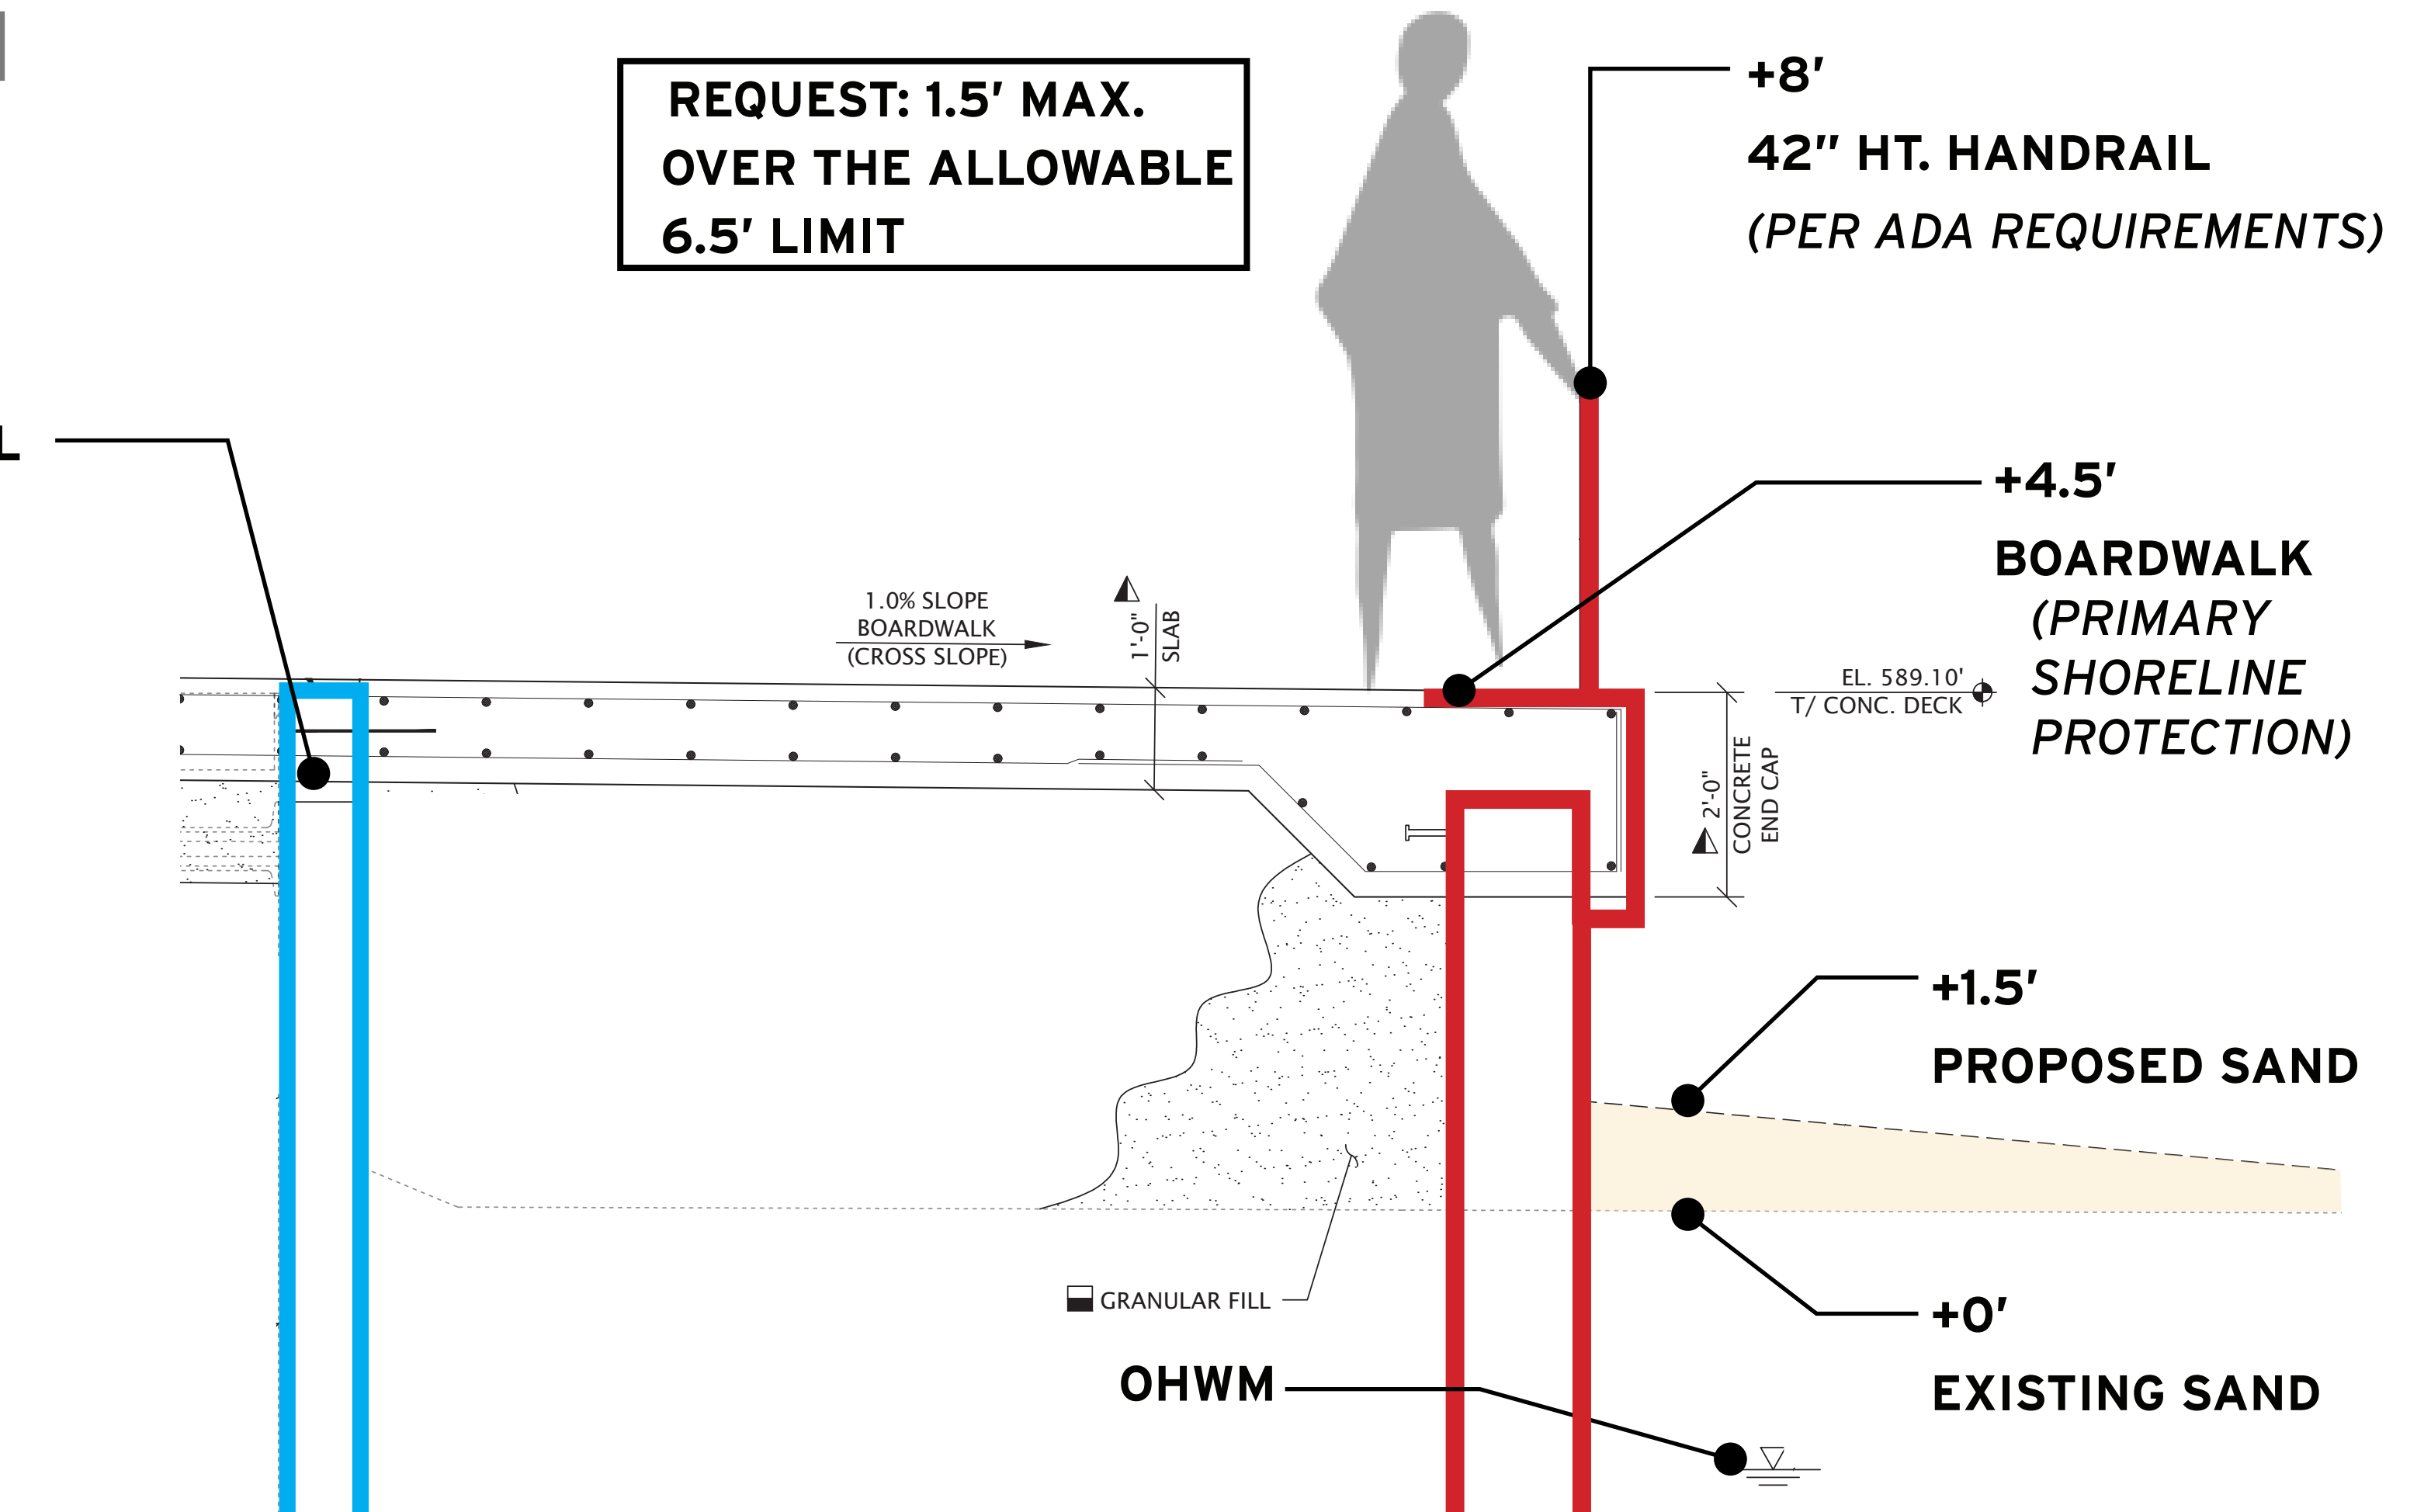 REQUEST: 1.5' MAX.
OVER THE ALLOWABLE
6.5' LIMIT
+8'
42" HT. HANDRAIL
(PER ADA REQUIREMENTS)
L
+4.5'
BOARDWALK
(PRIMARY
SHORELINE
PROTECTION)
1.0% SLOPE
BOARDWALK
(CROSS SLOPE)
1'-0"
SLAB
EL. 589.10'
T/ CONC. DECK
2'-0"
CONCRETE
END CAP
+1.5'
PROPOSED SAND
GRANULAR FILL
+0'
EXISTING SAND
OHWM